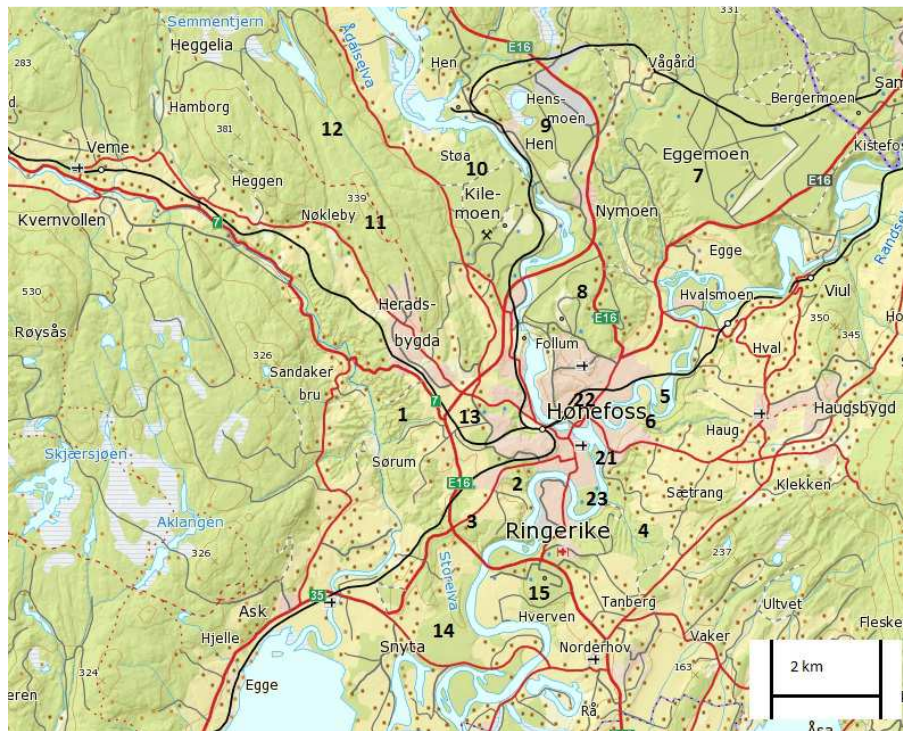 Semmentjern
Heggelia
331
E16
Ådalselva
Hen
Vågård
283
Hamborg
Hens-
moen
Bergermoen
Sam
12
381
9
Hen
Kistefos
Veme
Støa
10
Eggemoen
7
E16
Heggen
Kile-
moen
339
11
Nøkleby
Nymoen
Kvernvollen
7
Egge
Randsel
530
8
Hvalsmoen
Viul
Herads-
bygda
E16
350
345
Ho
Røysås
Follum
Hval
326
Sandaker
bru
22
5
1
7
13
Hønefoss
6
Haugsbygd
Haug
Skjærsjøen
Sørum
21
E16
2
23
Sætrang
Klekken
Aklangen
3
Ringerike
4
326
237
Storelva
35
15
Tanberg
Ultvet
Ask
Hverven
Hjelle
14
Vaker
Fleske
Snyta
Norderhov
324
163
2 km
eren
Egge
Rå
Åsa